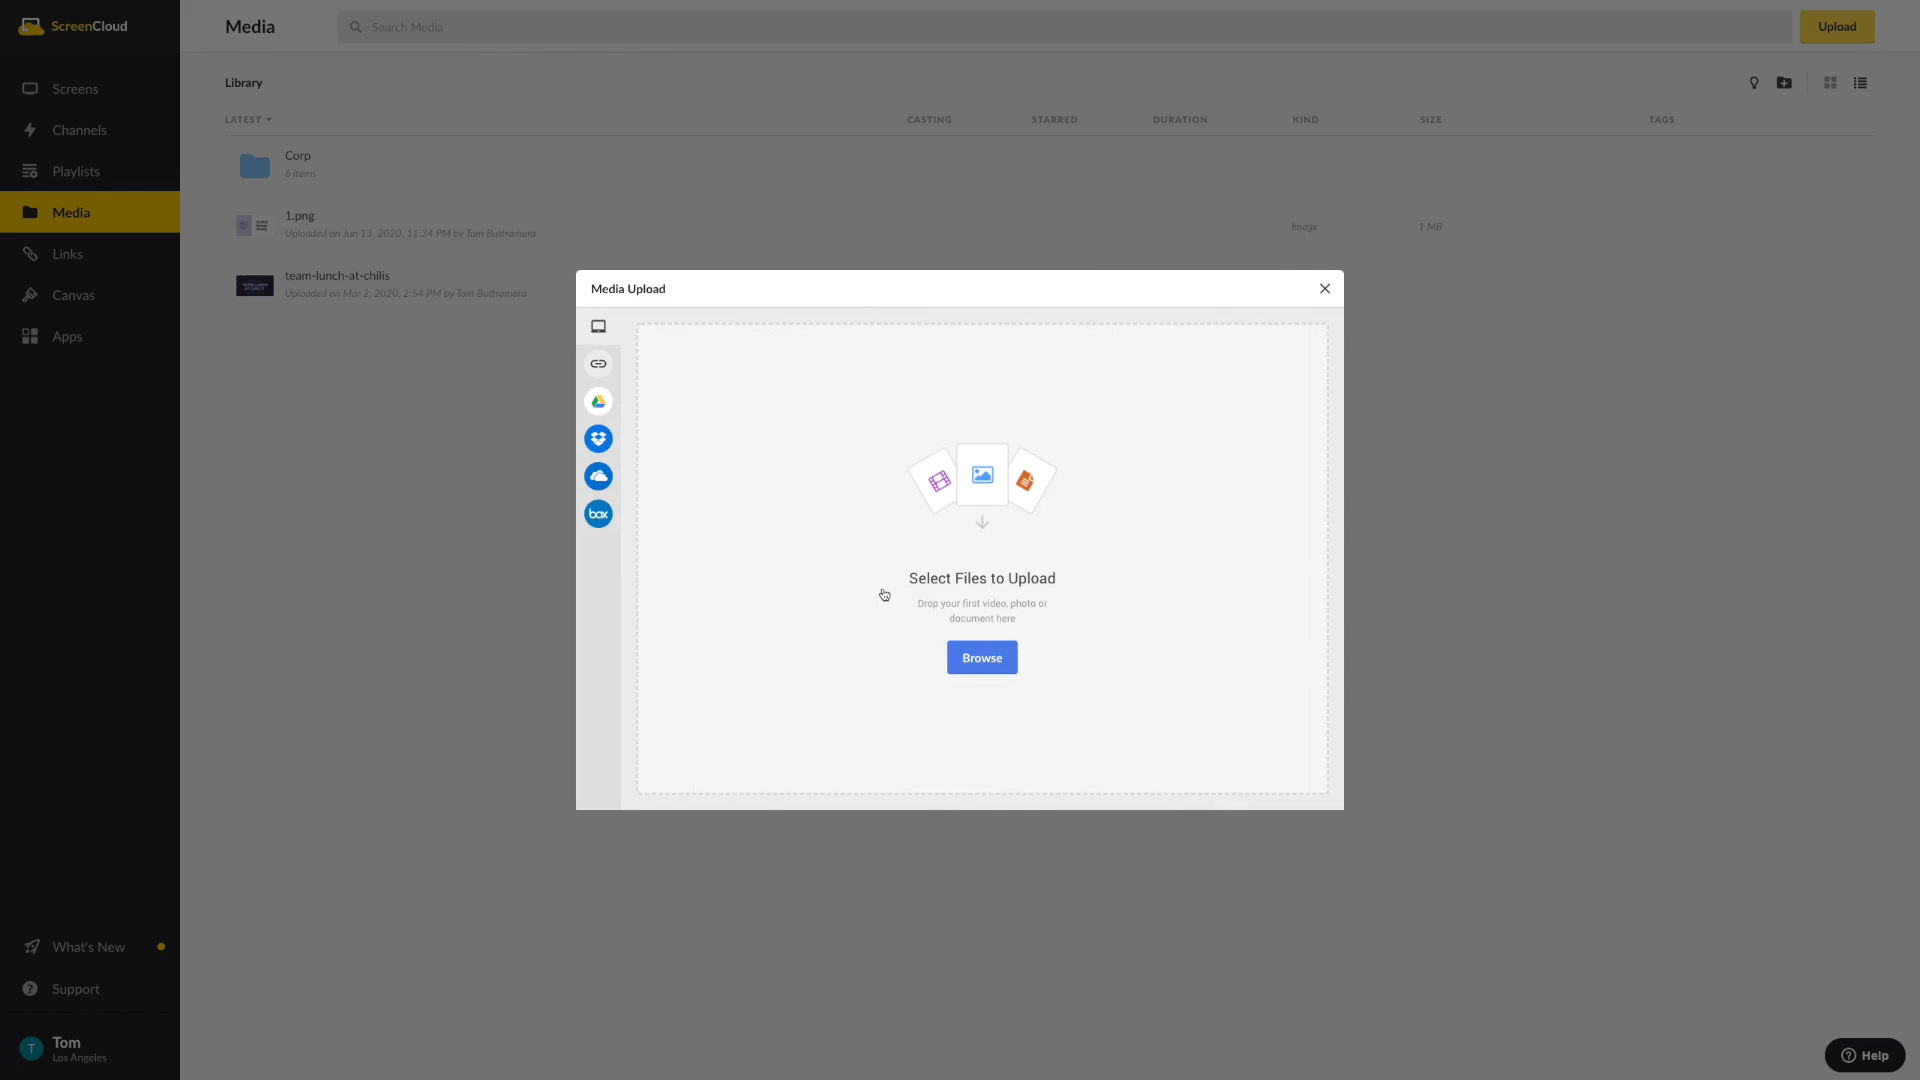 ScreenCloud
Media
Search Media
Upload
Screens
Channels
Playlists
Media
Links
Canvas
Apps
Library
LATEST
CASTING
STARRED
DURATION
KIND
SIZE
TAGS
Corp
6 items
1.png
Uploaded on Jun 13, 2020, 11:34 PM by Tom Buttramara
Image
1 MB
team-lunch-at-chilis
Uploaded on Mar 2, 2020, 2:54 PM by Tom Buttramara
Media Upload
box
Select Files to Upload
Drop your first video, photo or
document here
Browse
What's New
Support
T
Tom
Los Angeles
Help